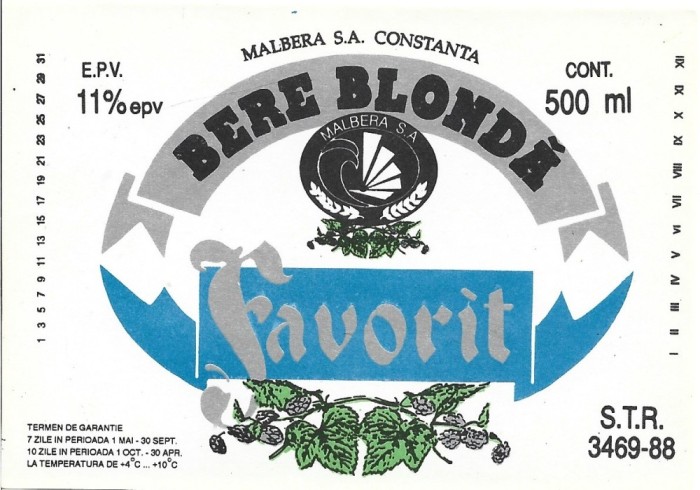 MALBERA S.A. CONSTANTA
E.P.V.
11% epv
CONT.
500 ml
BERE BLONDĂ
MALBERA S.A
Favorit
1 3 5 7 9 11 13 15 17 19 21 23 25 27 29 31
I II III IV V VI VII VIII IX X XI XII
TERMEN DE GARANTIE
7 ZILE IN PERIOADA 1 MAI - 30 SEPT.
10 ZILE IN PERIOADA 1 OCT. - 30 APR.
LA TEMPERATURA DE +4°C ... +10°C
S.T.R.
3469-88